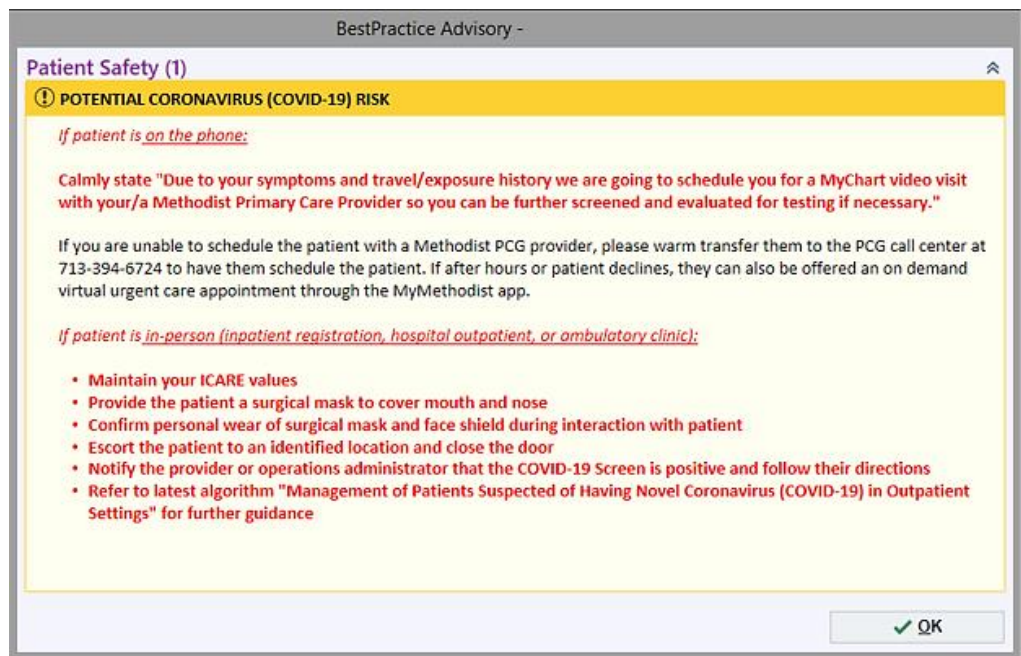 BestPractice Advisory -
Patient Safety (1)
POTENTIAL CORONAVIRUS (COVID-19) RISK
If patient is on the phone:
Calmly state "Due to your symptoms and travel/exposure history we are going to schedule you for a MyChart video visit
with your/a Methodist Primary Care Provider so you can be further screened and evaluated for testing if necessary."
If you are unable to schedule the patient with a Methodist PCG provider, please warm transfer them to the PCG call center at
713-394-6724 to have them schedule the patient. If after hours or patient declines, they can also be offered an on demand
virtual urgent care appointment through the MyMethodist app.
If patient is in-person (inpatient registration, hospital outpatient, or ambulatory clinic):
• Maintain your ICARE values
• Provide the patient a surgical mask to cover mouth and nose
• Confirm personal wear of surgical mask and face shield during interaction with patient
• Escort the patient to an identified location and close the door
• Notify the provider or operations administrator that the COVID-19 Screen is positive and follow their directions
• Refer to latest algorithm "Management of Patients Suspected of Having Novel Coronavirus (COVID-19) in Outpatient
Settings" for further guidance
OK